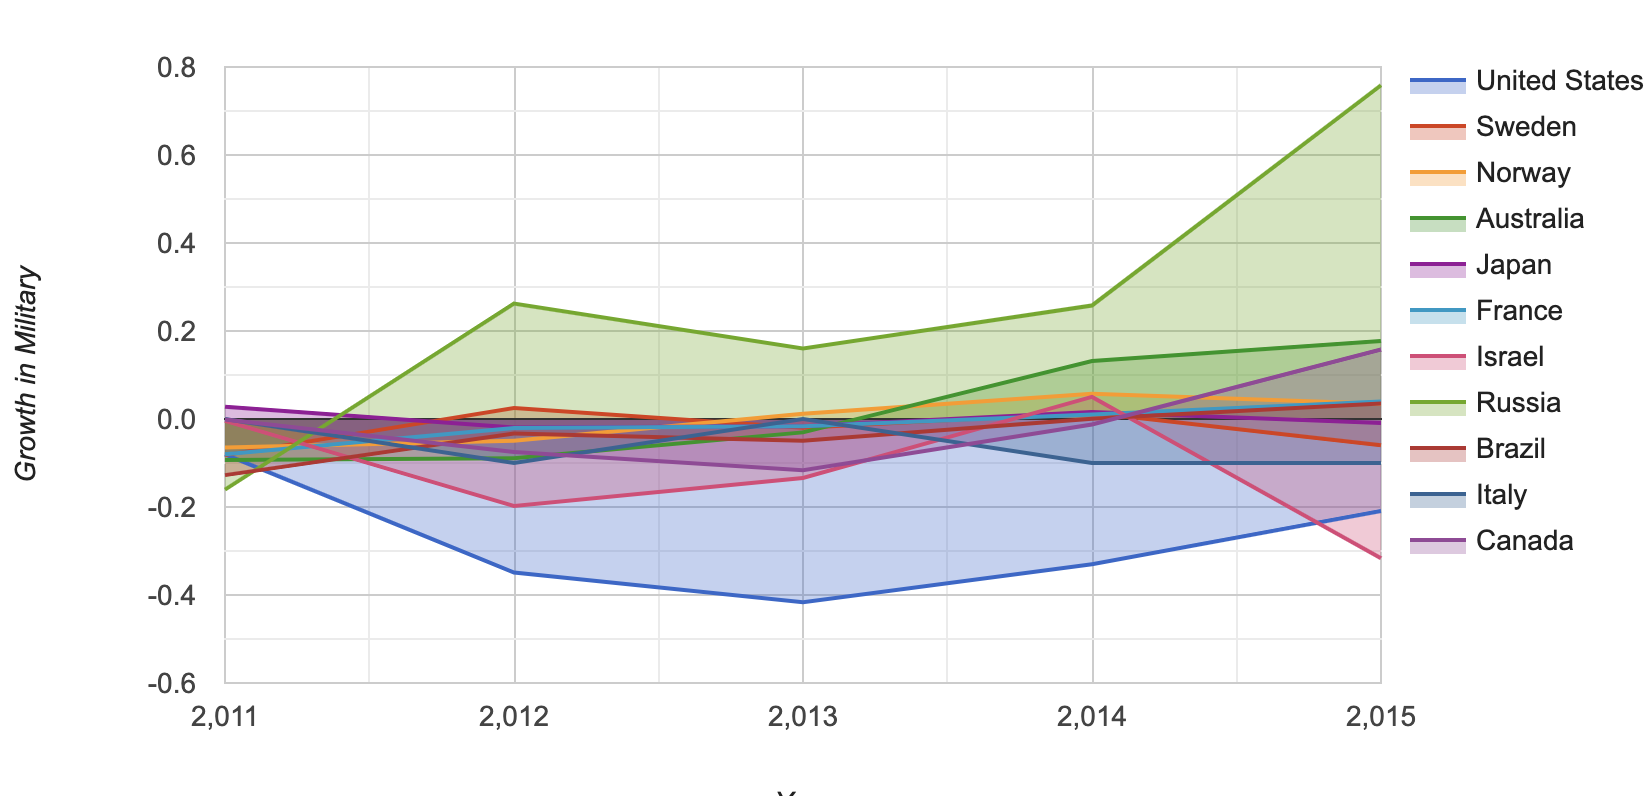 Growth in Military
0.8
0.6
0.4
0.2
0.0
-0.2
-0.4
-0.6
2,011 2,012 2,013 2,014 2,015
United States
Sweden
Norway
Australia
Japan
France
Israel
Russia
Brazil
Italy
Canada